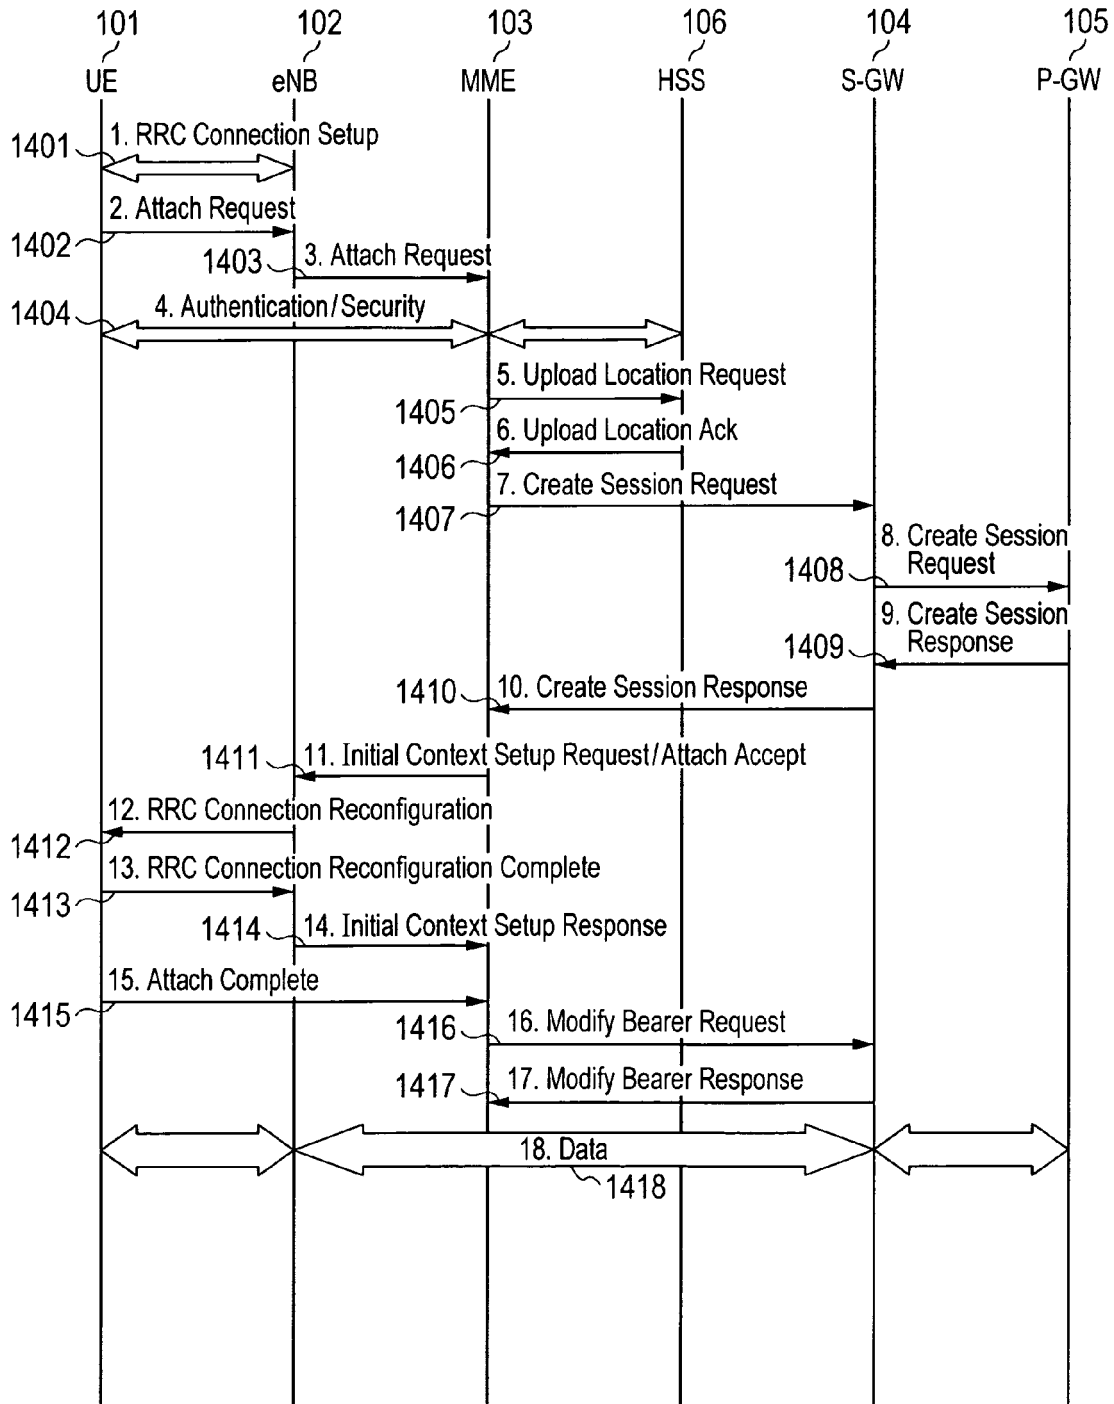 101 102 103 106 104 105
UE eNB MME HSS S-GW P-GW
1. RRC Connection Setup
1401
2. Attach Request
1402
3. Attach Request
1403
4. Authentication/Security
1404
5. Upload Location Request
1405
6. Upload Location Ack
1406
7. Create Session Request
1407
8. Create Session
Request
1408
9. Create Session
Response
1409
10. Create Session Response
1410
11. Initial Context Setup Request/Attach Accept
1411
12. RRC Connection Reconfiguration
1412
13. RRC Connection Reconfiguration Complete
1413
14. Initial Context Setup Response
1414
15. Attach Complete
1415
16. Modify Bearer Request
1416
17. Modify Bearer Response
1417
18. Data
1418